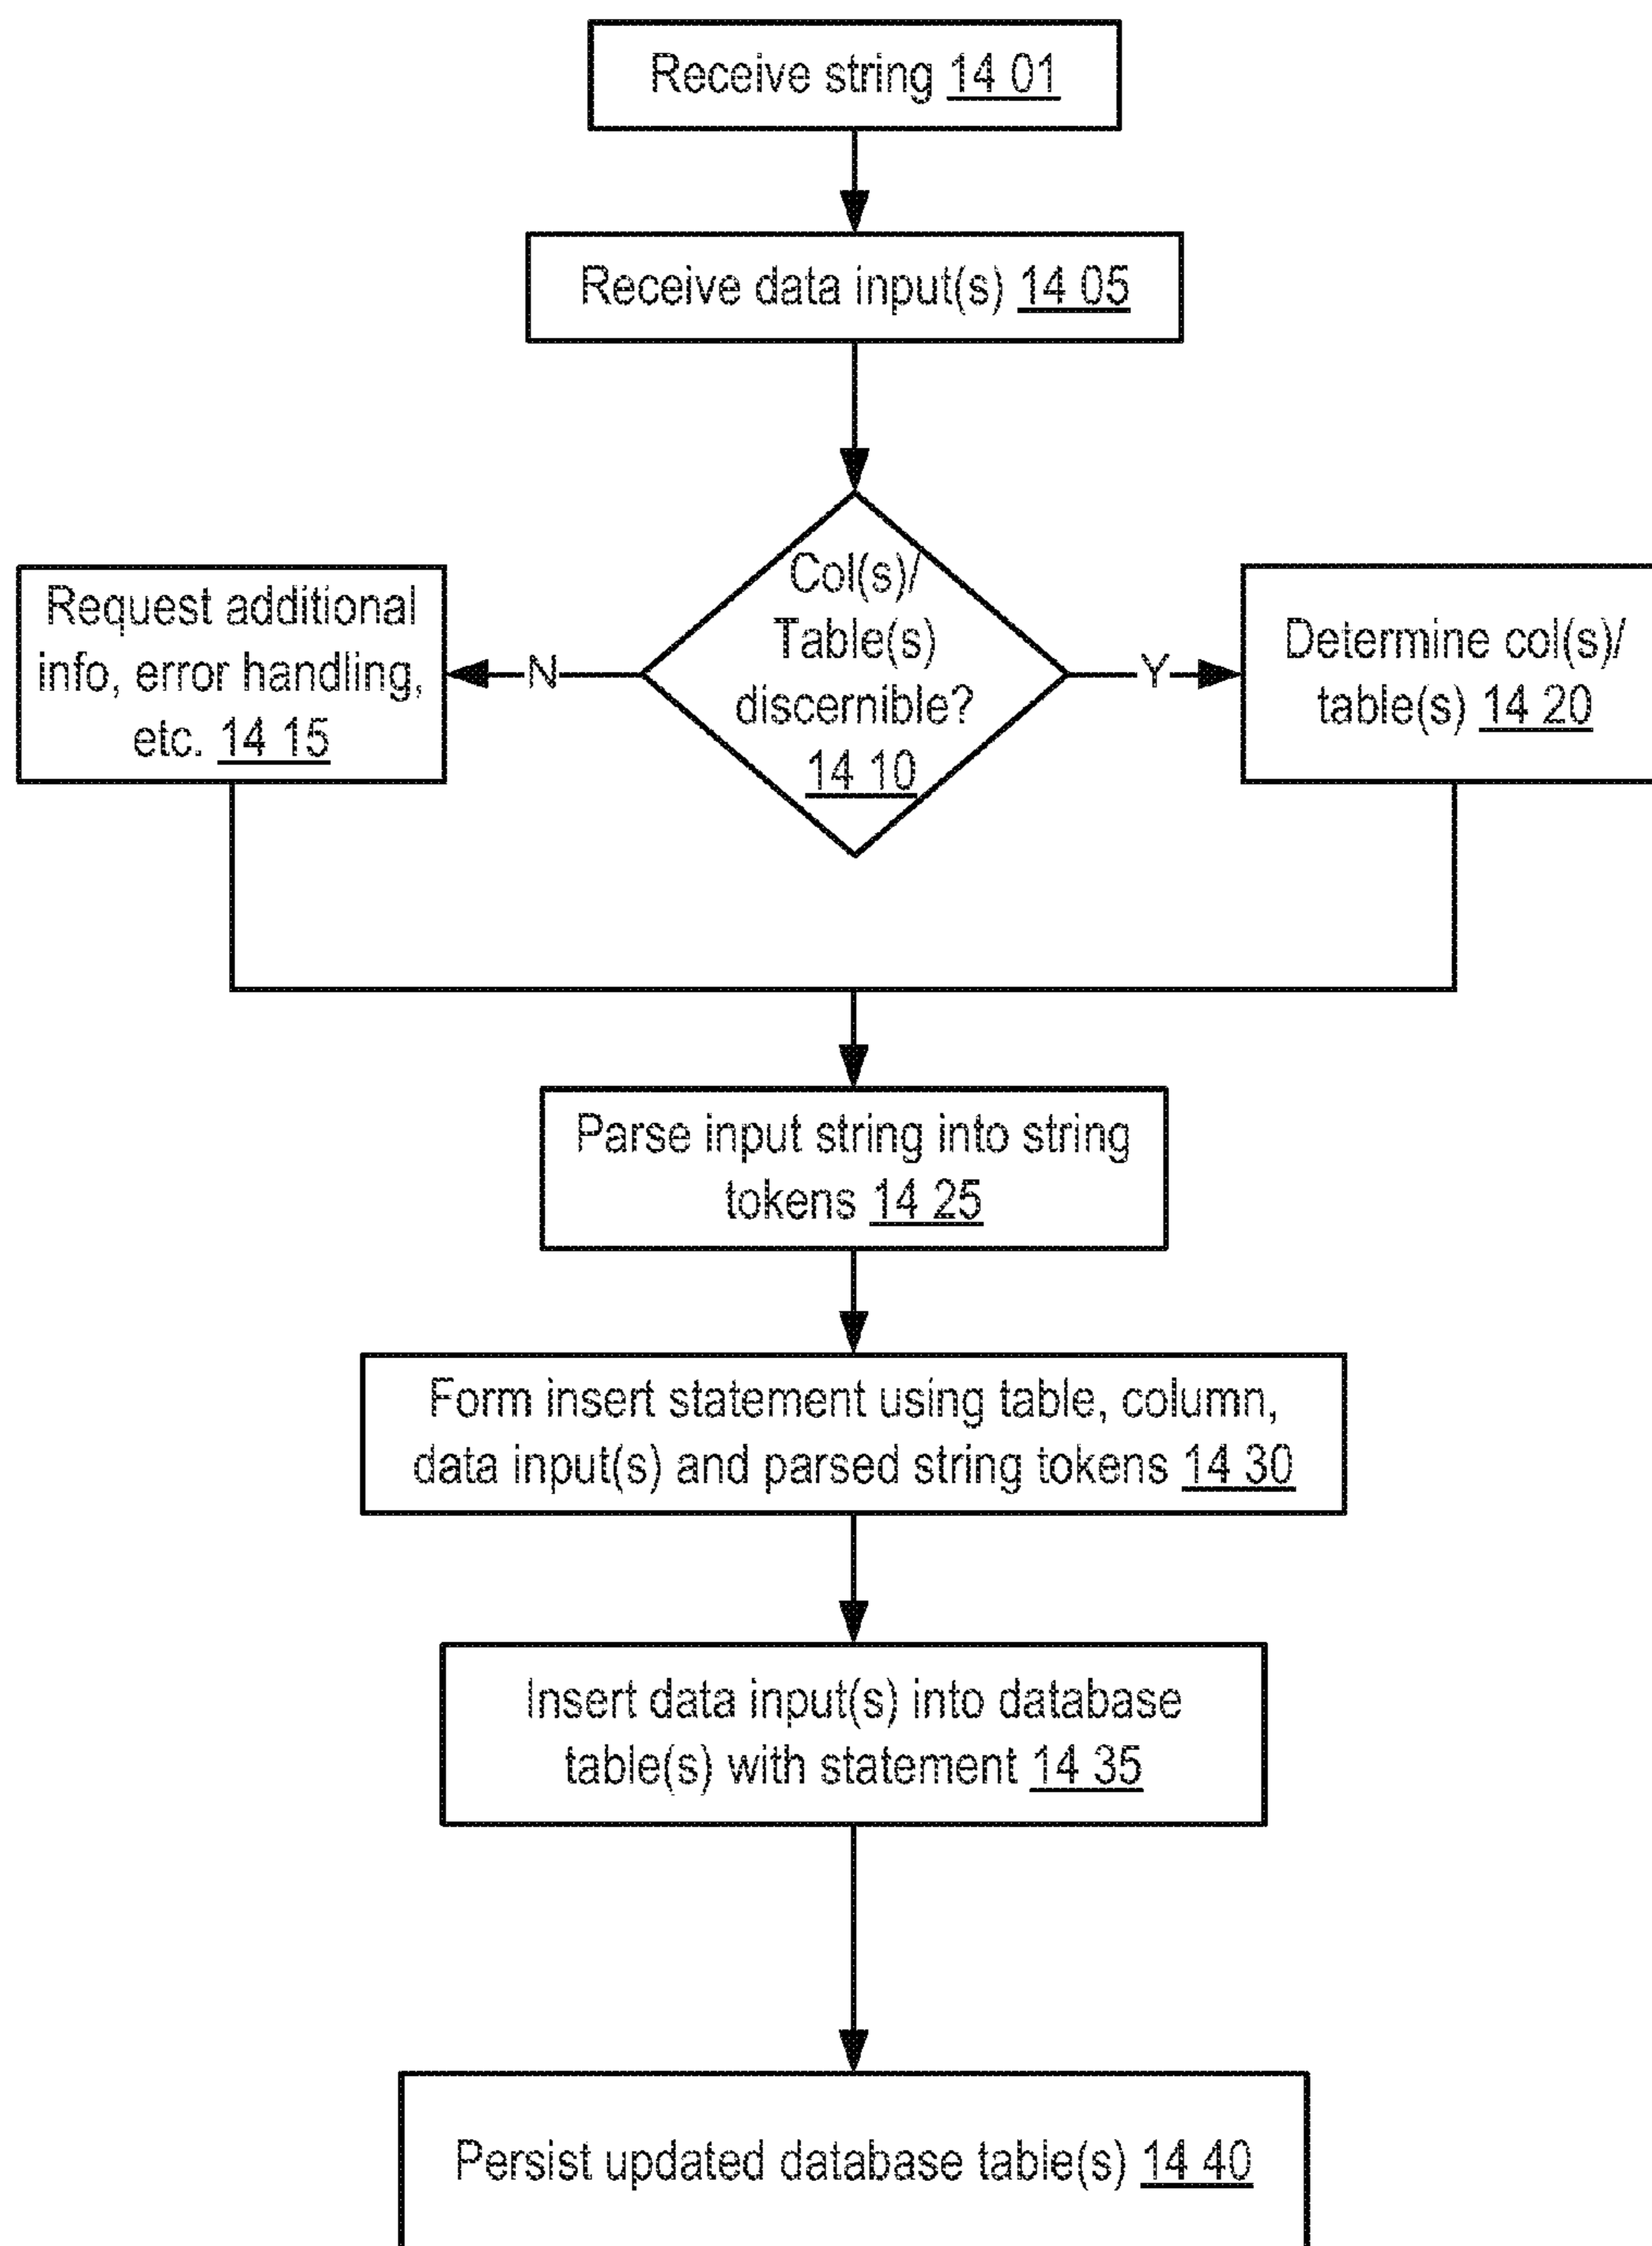 Receive string 14 01
Receive data input(s) 14 05
Col(s)/
Table(s)
discernible?
14 10
N
Y
Request additional
info, error handling,
etc. 14 15
Determine col(s)/
table(s) 14 20
Parse input string into string
tokens 14 25
Form insert statement using table, column,
data input(s) and parsed string tokens 14 30
Insert data input(s) into database
table(s) with statement 14 35
Persist updated database table(s) 14 40